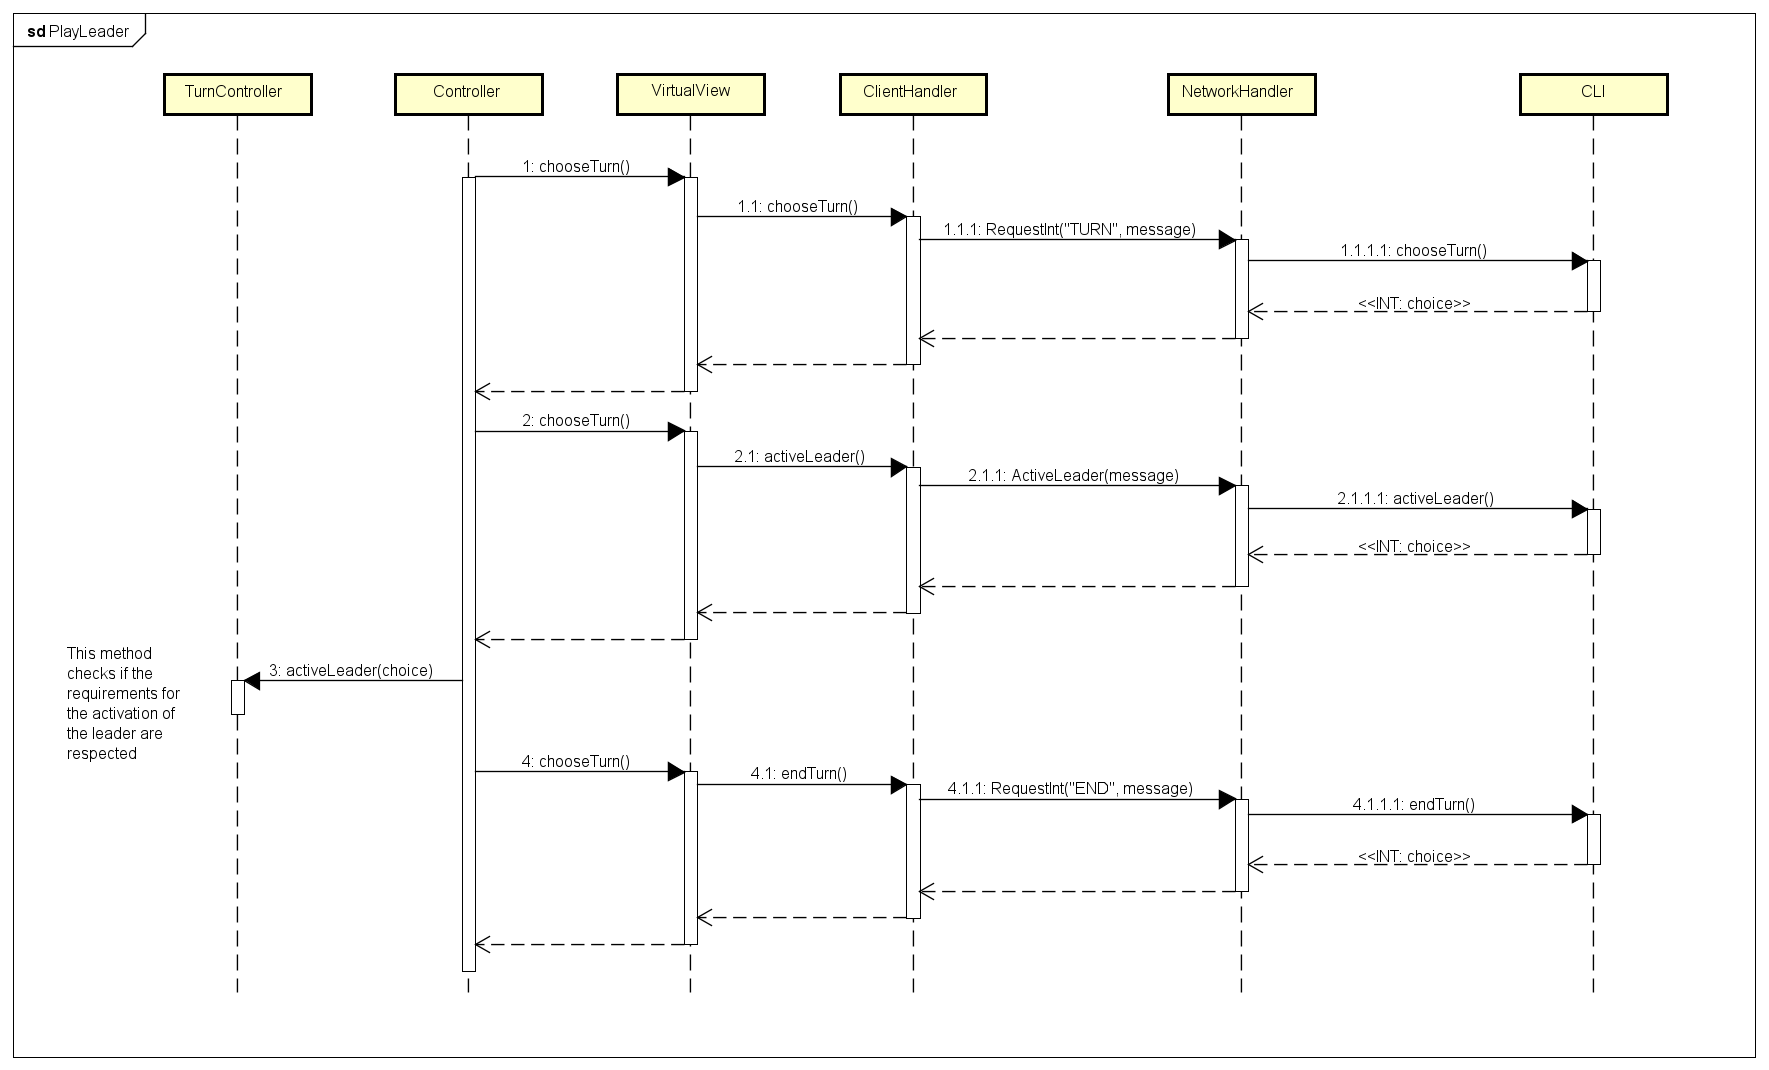 sd PlayLeader
TurnController
Controller
VirtualView
ClientHandler
NetworkHandler
CLI
1: chooseTurn()
1.1: chooseTurn()
1.1.1: RequestInt("TURN", message)
1.1.1.1: chooseTurn()
<<INT: choice>>
2: chooseTurn()
2.1: activeLeader()
2.1.1: ActiveLeader(message)
2.1.1.1: activeLeader()
<<INT: choice>>
This method
checks if the
requirements for
the activation of
the leader are
respected
3: activeLeader(choice)
4: chooseTurn()
4.1: endTurn()
4.1.1: RequestInt("END", message)
4.1.1.1: endTurn()
<<INT: choice>>